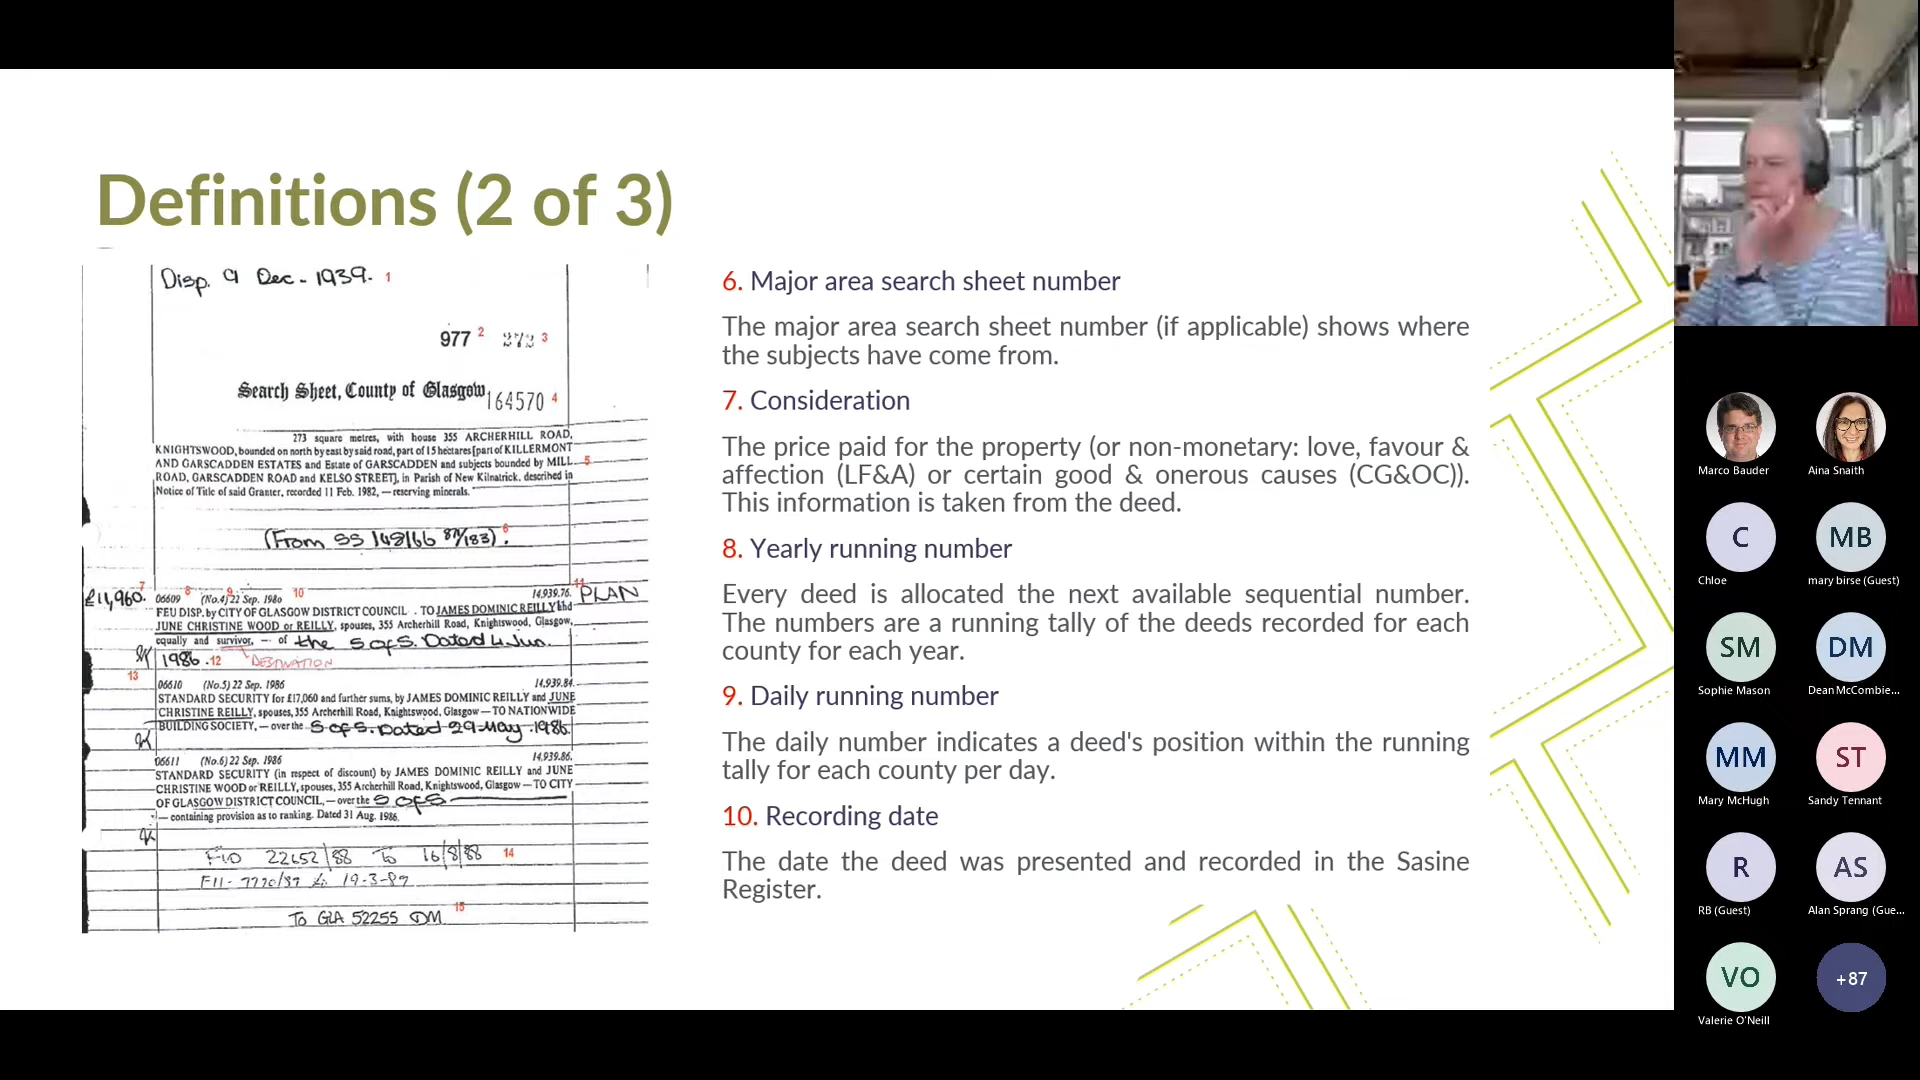 Definitions (2 of 3)
Disp. 9 Dec - 1939. 1
977 2 272 3
Search Sheet, County of Glasgow 164570 4
273 square metres, with house 355 ARCHERHILL ROAD,
KNIGHTSWOOD, bounded on north by east by said road, part of 15 hectares [part of KILLERMONT
AND GARSCADDEN ESTATES and Estate of GARSCADDEN and subjects bounded by MILL 5
ROAD, GARSCADDEN ROAD and KELSO STREET], in Parish of New Kilpatrick, described in
Notice of Title of said Granter, recorded 11 Feb. 1982, — reserving minerals.
(From SS 148166 87/183). 6
7 8 9 10 11
£11,960. 06609 (No.4) 22 Sep. 1980 14,939.76. PLAN
FEU DISP. by CITY OF GLASGOW DISTRICT COUNCIL . TO JAMES DOMINIC REILLY and
JUNE CHRISTINE WOOD or REILLY, spouses, 355 Archerhill Road, Knightswood, Glasgow,
equally and survivor, — of the S of S. Dated 4 Jun.
1986 .12 DESTINATION
13
06610 (No.5) 22 Sep. 1986 14,939.84.
STANDARD SECURITY for £17,060 and further sums, by JAMES DOMINIC REILLY and JUNE
CHRISTINE REILLY, spouses, 355 Archerhill Road, Knightswood, Glasgow — TO NATIONWIDE
BUILDING SOCIETY, — over the S of S. Dated 29 May 1986.
06611 (No.6) 22 Sep. 1986 14,939.86.
STANDARD SECURITY (in respect of discount) by JAMES DOMINIC REILLY and JUNE
CHRISTINE WOOD or REILLY, spouses, 355 Archerhill Road, Knightswood, Glasgow — TO CITY
OF GLASGOW DISTRICT COUNCIL, — over the S of S
— containing provision as to ranking. Dated 31 Aug. 1986.
22652/88 To 16/8/88 14
19-3-87
To GLA 52255 DM 15
6. Major area search sheet number
The major area search sheet number (if applicable) shows where
the subjects have come from.
7. Consideration
The price paid for the property (or non-monetary: love, favour &
affection (LF&A) or certain good & onerous causes (CG&OC)).
This information is taken from the deed.
8. Yearly running number
Every deed is allocated the next available sequential number.
The numbers are a running tally of the deeds recorded for each
county for each year.
9. Daily running number
The daily number indicates a deed's position within the running
tally for each county per day.
10. Recording date
The date the deed was presented and recorded in the Sasine
Register.
Marco Bauder
Aina Snaith
C
Chloe
MB
mary birse (Guest)
SM
Sophie Mason
DM
Dean McCombie...
MM
Mary McHugh
ST
Sandy Tennant
R
RB (Guest)
AS
Alan Sprang (Gue...
VO
Valerie O'Neill
+87